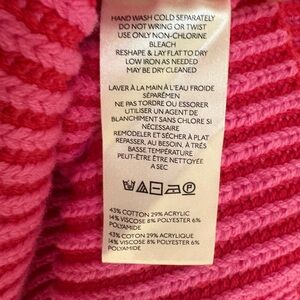 HAND WASH COLD SEPARATELY
DO NOT WRING OR TWIST
USE ONLY NON-CHLORINE
BLEACH
RESHAPE & LAY FLAT TO DRY
LOW IRON AS NEEDED
MAY BE DRY CLEANED
LAVER À LA MAIN À L'EAU FROIDE
SÉPARÉMEN
NE PAS TORDRE OU ESSORER
UTILISER UN AGENT DE
BLANCHIMENT SANS CHLORE SI
NÉCESSAIRE
REMODELER ET SÉCHER À PLAT
REPASSER, AU BESOIN, À TRÈS
BASSE TEMPÉRATURE
PEUT-ÊTRE ÊTRE NETTOYÉE
A SEC
43% COTTON 29% ACRYLIC
14% VISCOSE 8% POLYESTER 6%
POLYAMIDE
43% COTON 29% ACRYLIQUE
14% VISCOSE 8% POLYESTER 6%
POLYAMIDE